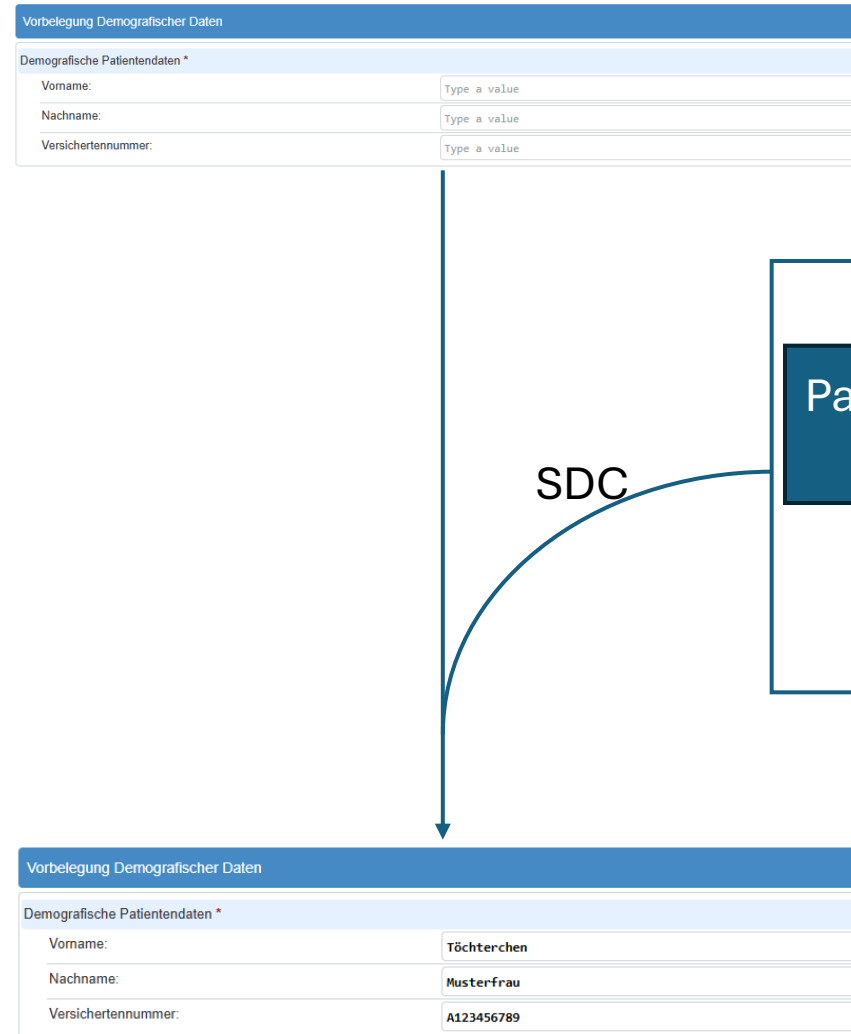 Vorbelegung Demografischer Daten
Demografische Patientendaten *
Vorname:
Type a value
Nachname:
Type a value
Versichertennummer:
Type a value
Pa
SDC
Vorbelegung Demografischer Daten
Demografische Patientendaten *
Vorname:
Töchterchen
Nachname:
Musterfrau
Versichertennummer:
A123456789